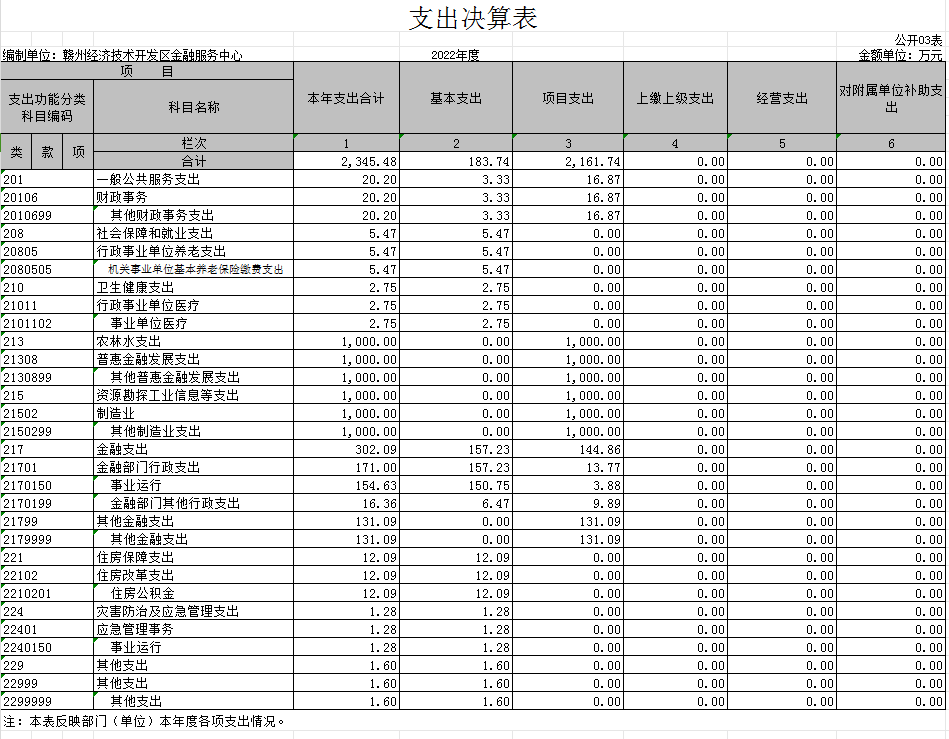 支出决算表
公开03表
编制单位：赣州经济技术开发区金融服务中心 2022年度 金额单位：万元
项 目 本年支出合计 基本支出 项目支出 上缴上级支出 经营支出 对附属单位补助支出
支出功能分类科目编码 科目名称
类 款 项 栏次 1 2 3 4 5 6
合计 2,345.48 183.74 2,161.74 0.00 0.00 0.00
201 一般公共服务支出 20.20 3.33 16.87 0.00 0.00 0.00
20106 财政事务 20.20 3.33 16.87 0.00 0.00 0.00
2010699 其他财政事务支出 20.20 3.33 16.87 0.00 0.00 0.00
208 社会保障和就业支出 5.47 5.47 0.00 0.00 0.00 0.00
20805 行政事业单位养老支出 5.47 5.47 0.00 0.00 0.00 0.00
2080505 机关事业单位基本养老保险缴费支出 5.47 5.47 0.00 0.00 0.00 0.00
210 卫生健康支出 2.75 2.75 0.00 0.00 0.00 0.00
21011 行政事业单位医疗 2.75 2.75 0.00 0.00 0.00 0.00
2101102 事业单位医疗 2.75 2.75 0.00 0.00 0.00 0.00
213 农林水支出 1,000.00 0.00 1,000.00 0.00 0.00 0.00
21308 普惠金融发展支出 1,000.00 0.00 1,000.00 0.00 0.00 0.00
2130899 其他普惠金融发展支出 1,000.00 0.00 1,000.00 0.00 0.00 0.00
215 资源勘探工业信息等支出 1,000.00 0.00 1,000.00 0.00 0.00 0.00
21502 制造业 1,000.00 0.00 1,000.00 0.00 0.00 0.00
2150299 其他制造业支出 1,000.00 0.00 1,000.00 0.00 0.00 0.00
217 金融支出 302.09 157.23 144.86 0.00 0.00 0.00
21701 金融部门行政支出 171.00 157.23 13.77 0.00 0.00 0.00
2170150 事业运行 154.63 150.75 3.88 0.00 0.00 0.00
2170199 金融部门其他行政支出 16.36 6.47 9.89 0.00 0.00 0.00
21799 其他金融支出 131.09 0.00 131.09 0.00 0.00 0.00
2179999 其他金融支出 131.09 0.00 131.09 0.00 0.00 0.00
221 住房保障支出 12.09 12.09 0.00 0.00 0.00 0.00
22102 住房改革支出 12.09 12.09 0.00 0.00 0.00 0.00
2210201 住房公积金 12.09 12.09 0.00 0.00 0.00 0.00
224 灾害防治及应急管理支出 1.28 1.28 0.00 0.00 0.00 0.00
22401 应急管理事务 1.28 1.28 0.00 0.00 0.00 0.00
2240150 事业运行 1.28 1.28 0.00 0.00 0.00 0.00
229 其他支出 1.60 1.60 0.00 0.00 0.00 0.00
22999 其他支出 1.60 1.60 0.00 0.00 0.00 0.00
2299999 其他支出 1.60 1.60 0.00 0.00 0.00 0.00
注：本表反映部门（单位）本年度各项支出情况。